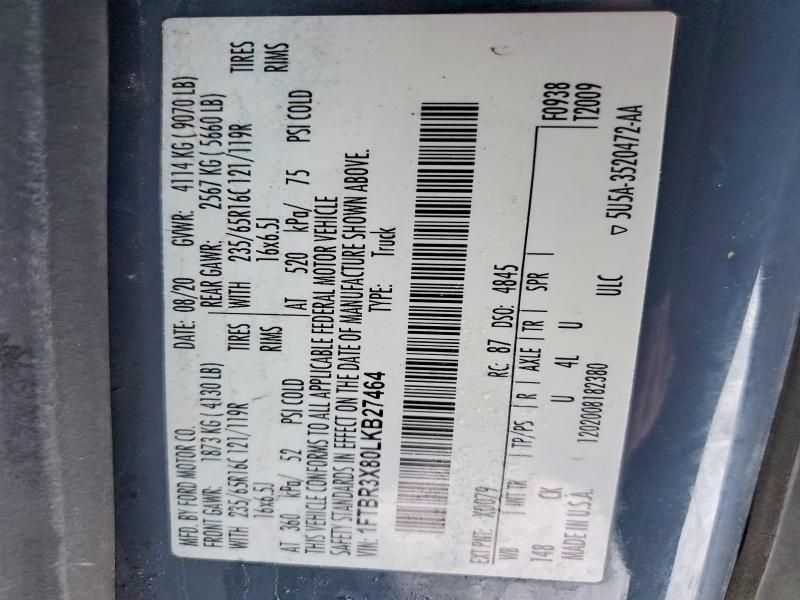 MFD. BY FORD MOTOR CO. DATE: 08/20 GVWR: 4114 KG ( 9070 LB)
FRONT GAWR: 1873 KG ( 4130 LB) REAR GAWR: 2567 KG ( 5660 LB)
WITH 235/65R16C 121/119R TIRES WITH 235/65R16C 121/119R TIRES
16x6.5J RIMS 16x6.5J RIMS
AT 360 kPa/ 52 PSI COLD AT 520 kPa/ 75 PSI COLD
THIS VEHICLE CONFORMS TO ALL APPLICABLE FEDERAL MOTOR VEHICLE
SAFETY STANDARDS IN EFFECT ON THE DATE OF MANUFACTURE SHOWN ABOVE.
VIN: 1FTBR3X80LKB27464 TYPE: Truck
EXT PNT: XC079 RC: 87 DSO: 4845 F0938
WB INT TR TP/PS R AXLE TR SPR T2009
148 CK U 4L U
MADE IN U.S.A. 1202008182380 ULC ▽ 5U5A-3520472-AA